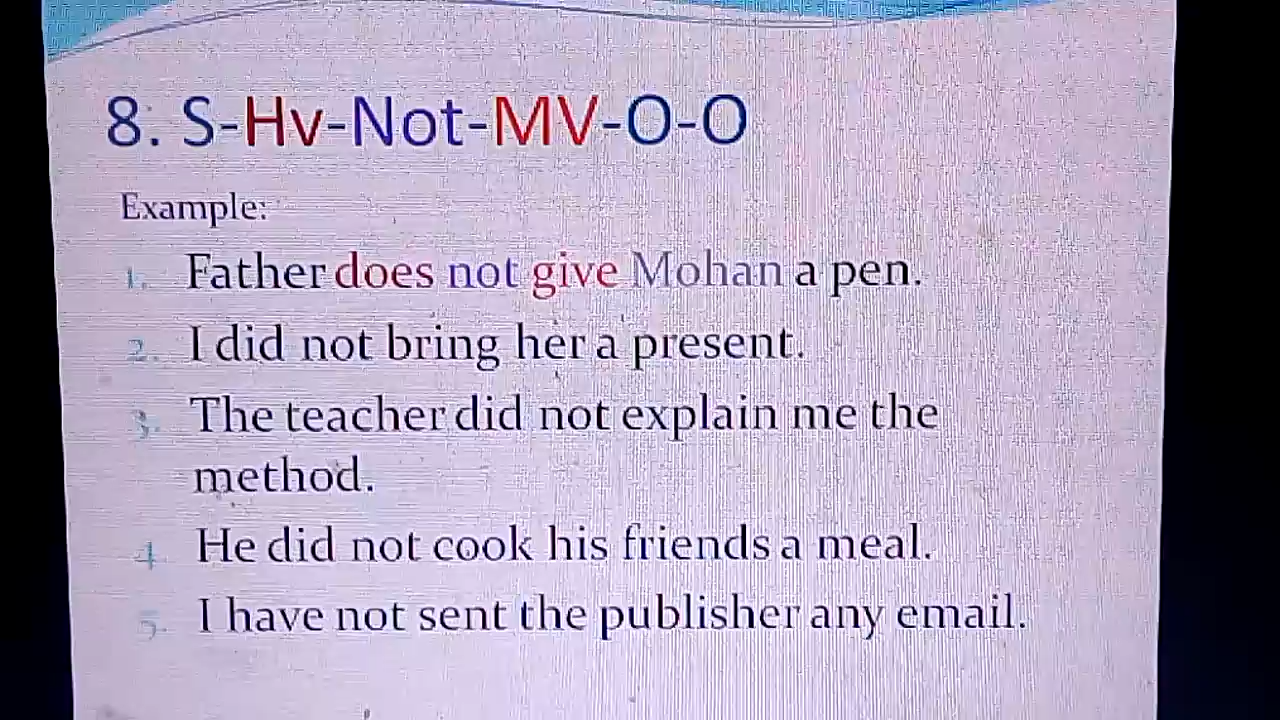 8. S-Hv-Not-MV-O-O
Example:
1. Father does not give Mohan a pen.
2. I did not bring her a present.
3. The teacher did not explain me the
method.
4. He did not cook his friends a meal.
5. I have not sent the publisher any email.